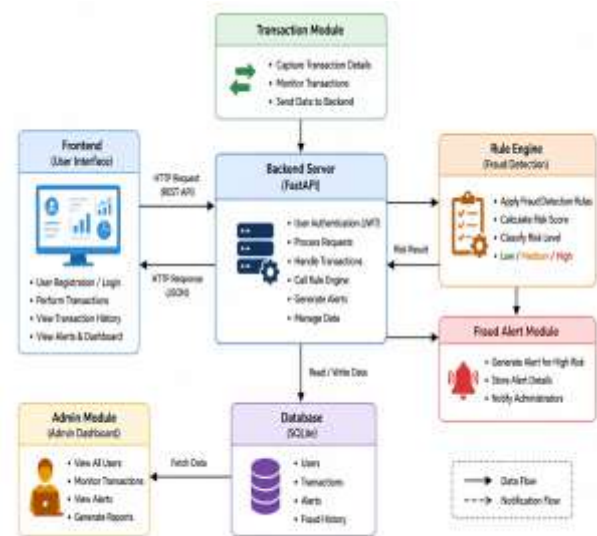 Transaction Module
• Capture Transaction Details
• Monitor Transactions
• Send Data to Backend
Frontend
(User Interface)
• User Registration / Login
• Perform Transactions
• View Transaction History
• View Alerts & Dashboard
HTTP Request
(REST API)
HTTP Response
(JSON)
Backend Server
(FastAPI)
• User Authentication (JWT)
• Process Requests
• Handle Transactions
• Call Rule Engine
• Generate Alerts
• Manage Data
Risk Result
Rule Engine
(Fraud Detection)
• Apply Fraud Detection Rules
• Calculate Risk Score
• Classify Risk Level
• Low / Medium / High
Fraud Alert Module
• Generate Alert for High Risk
• Store Alert Details
• Notify Administrators
Read / Write Data
Admin Module
(Admin Dashboard)
• View All Users
• Monitor Transactions
• View Alerts
• Generate Reports
Fetch Data
Database
(SQLite)
• Users
• Transactions
• Alerts
• Fraud History
Data Flow
Notification Flow